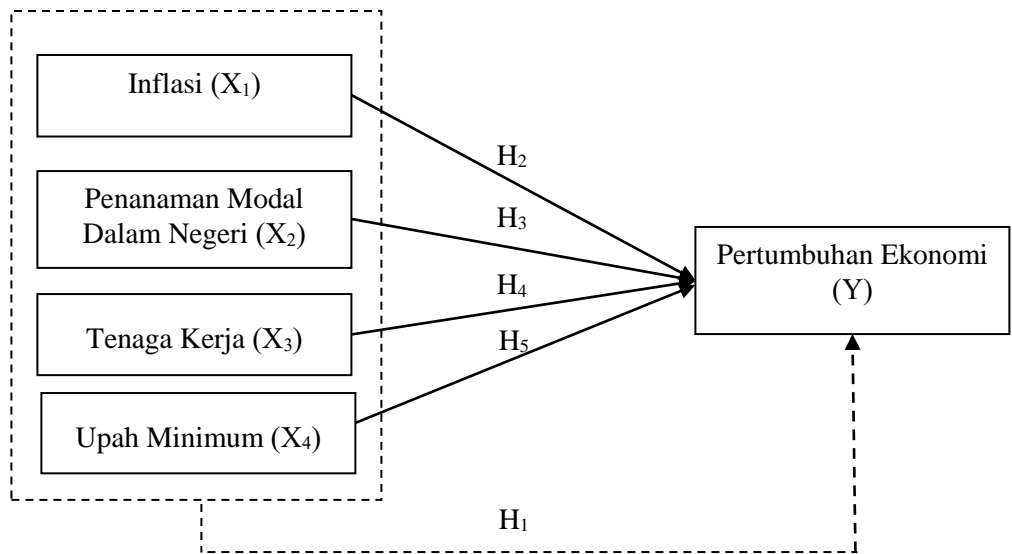 Inflasi (X₁)
Penanaman Modal
Dalam Negeri (X₂)
Tenaga Kerja (X₃)
Upah Minimum (X₄)
H₂
H₃
H₄
H₅
Pertumbuhan Ekonomi
(Y)
H₁